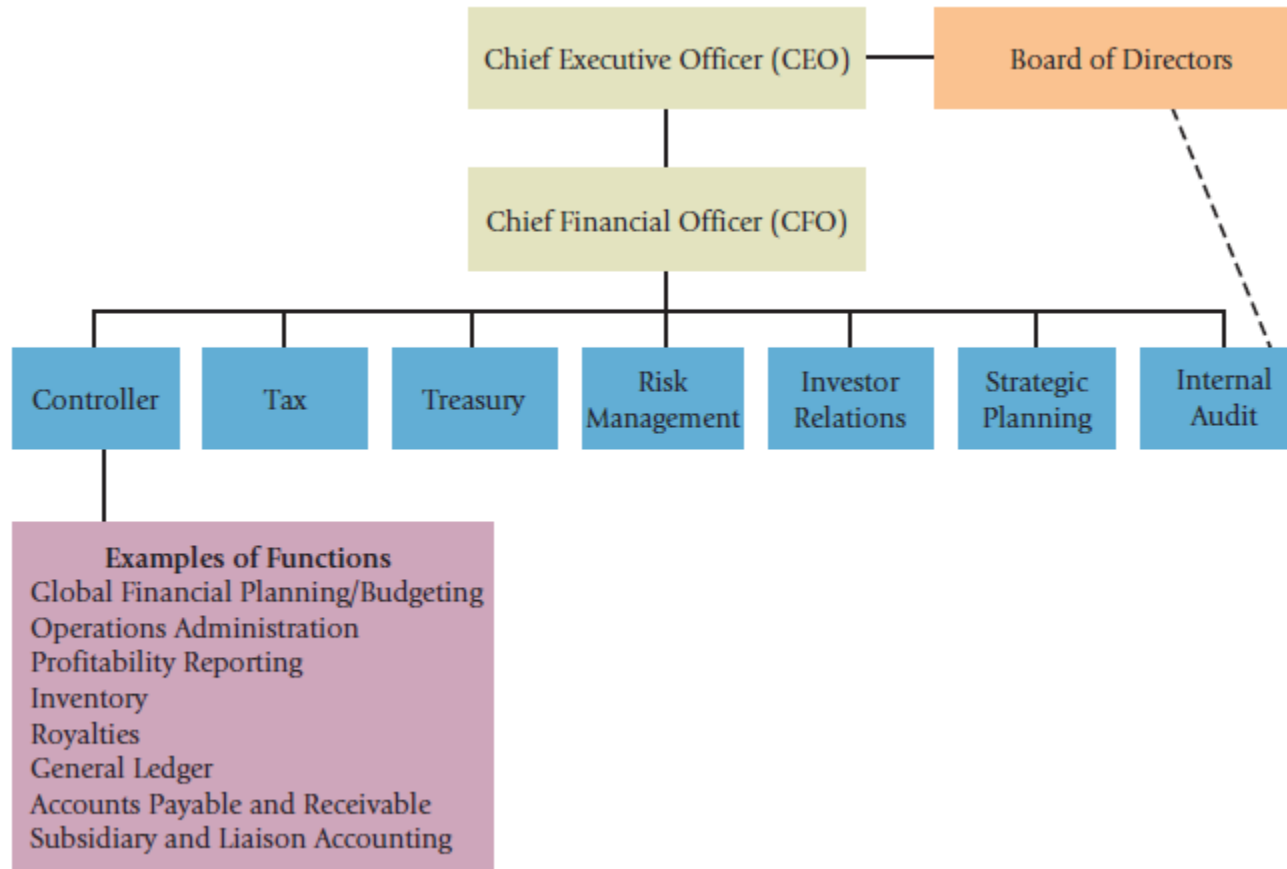 Chief Executive Officer (CEO)
Board of Directors
Chief Financial Officer (CFO)
Controller
Tax
Treasury
Risk
Management
Investor
Relations
Strategic
Planning
Internal
Audit
Examples of Functions
Global Financial Planning/Budgeting
Operations Administration
Profitability Reporting
Inventory
Royalties
General Ledger
Accounts Payable and Receivable
Subsidiary and Liaison Accounting